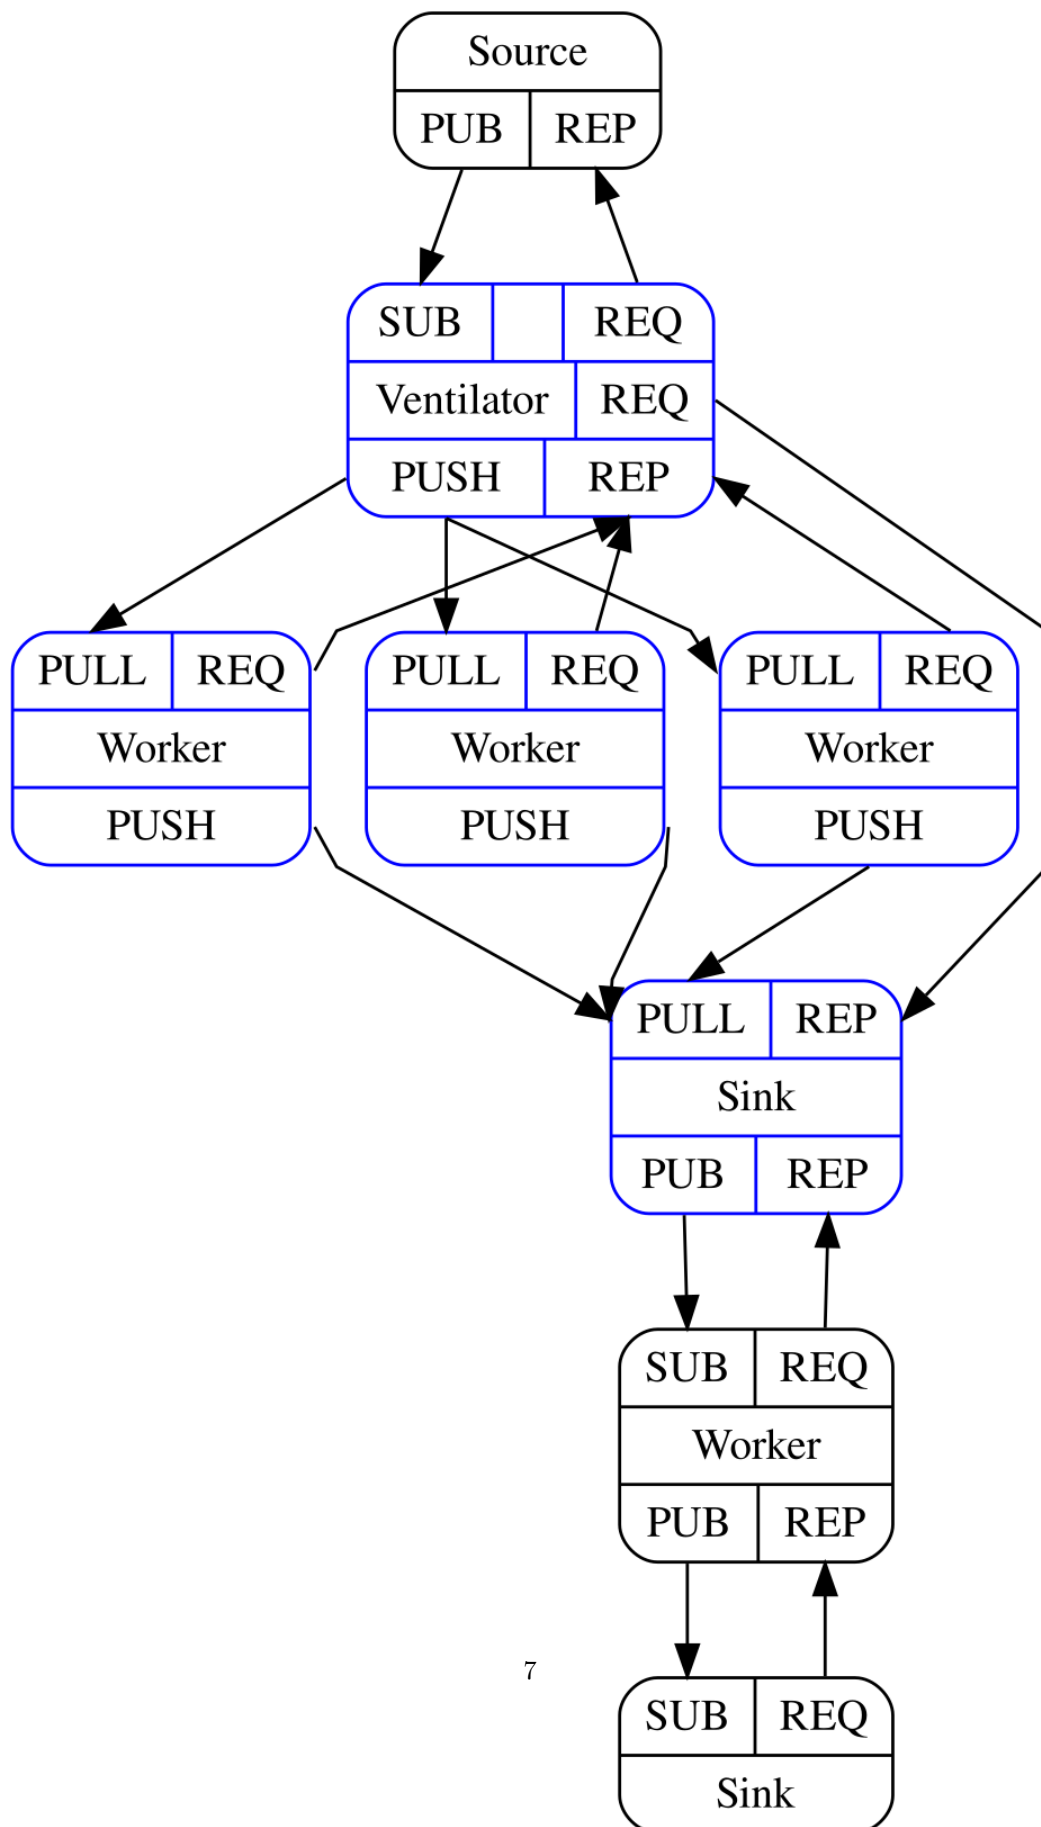 Source
PUB REP
SUB REQ
Ventilator REQ
PUSH REP
PULL REQ PULL REQ PULL REQ
Worker Worker Worker
PUSH PUSH PUSH
PULL REP
Sink
PUB REP
SUB REQ
Worker
PUB REP
7
SUB REQ
Sink